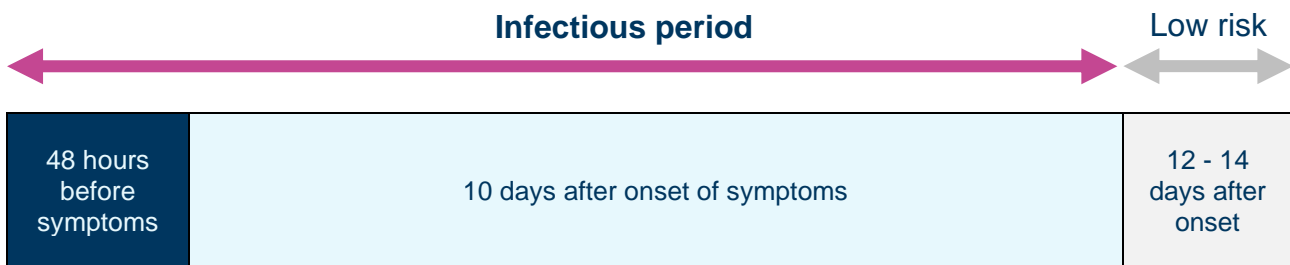 Infectious period
Low risk
48 hours
before
symptoms
10 days after onset of symptoms
12 - 14
days after
onset